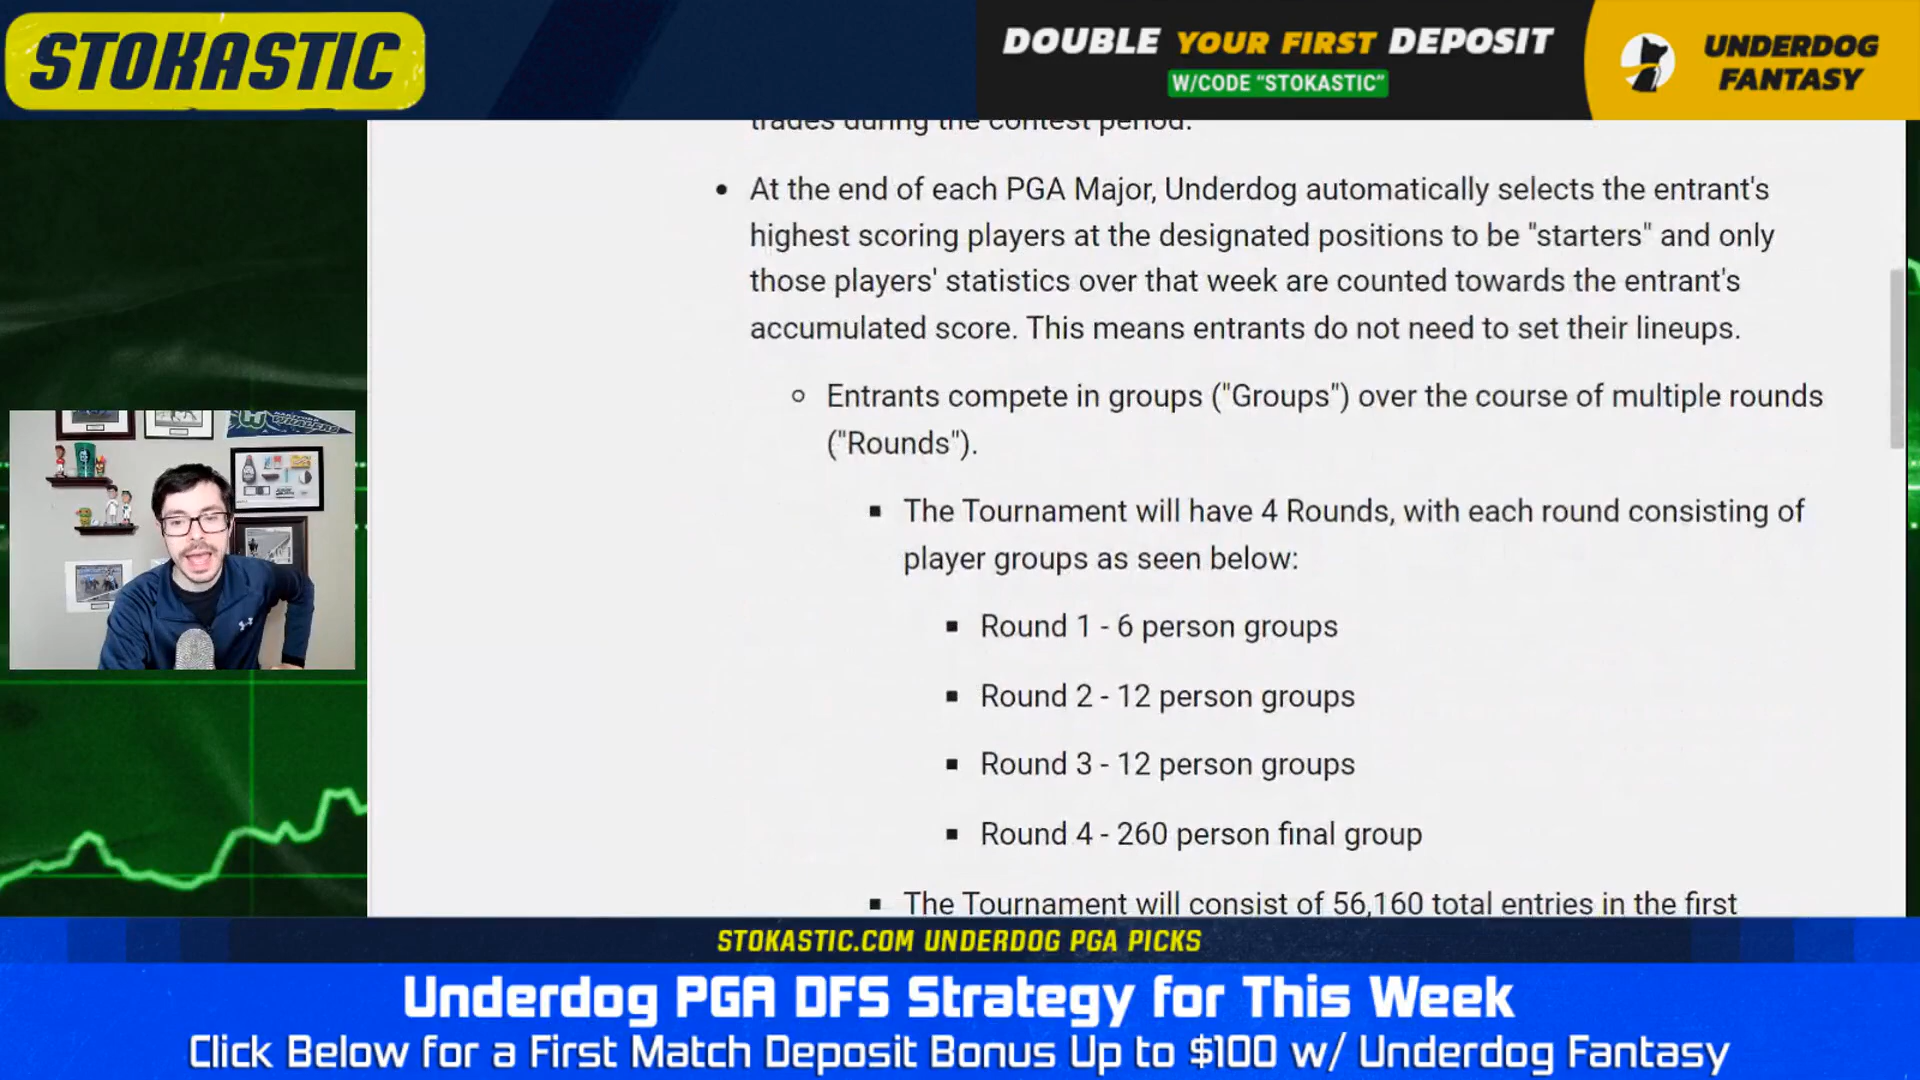 STOKASTIC
DOUBLE YOUR FIRST DEPOSIT
W/CODE "STOKASTIC"
UNDERDOG
FANTASY
trades during the contest period.
• At the end of each PGA Major, Underdog automatically selects the entrant's
highest scoring players at the designated positions to be "starters" and only
those players' statistics over that week are counted towards the entrant's
accumulated score. This means entrants do not need to set their lineups.
Entrants compete in groups ("Groups") over the course of multiple rounds
("Rounds").
The Tournament will have 4 Rounds, with each round consisting of
player groups as seen below:
Round 1 - 6 person groups
Round 2 - 12 person groups
Round 3 - 12 person groups
Round 4 - 260 person final group
The Tournament will consist of 56,160 total entries in the first
STOKASTIC.COM UNDERDOG PGA PICKS
Underdog PGA DFS Strategy for This Week
Click Below for a First Match Deposit Bonus Up to $100 w/ Underdog Fantasy